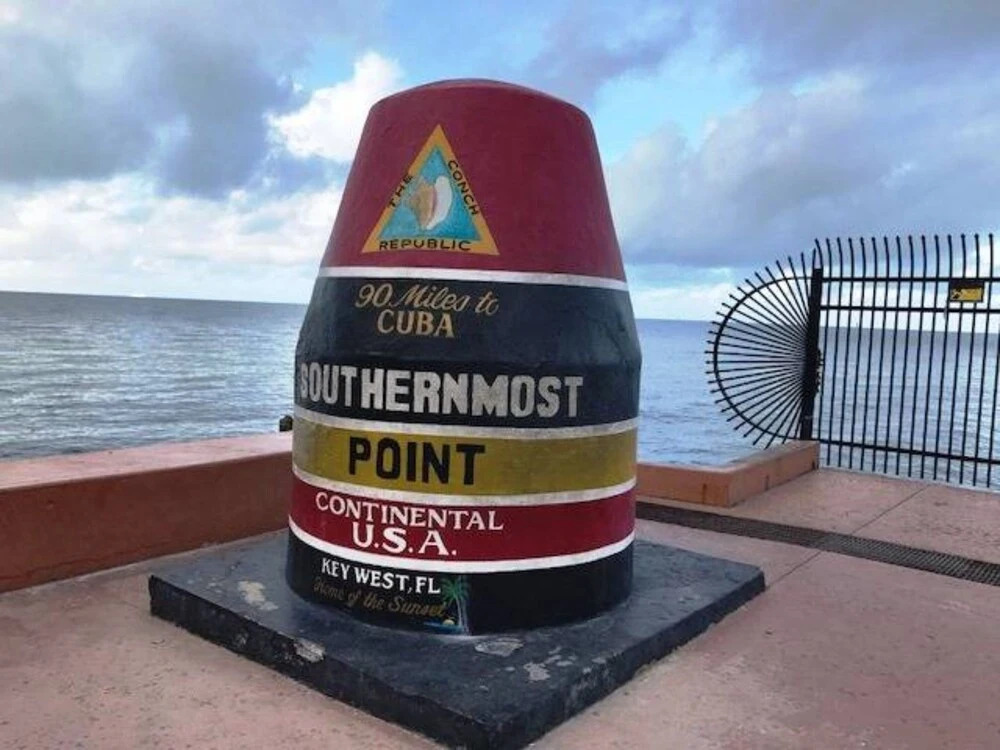 THE CONCH
REPUBLIC
90 Miles to
CUBA
SOUTHERNMOST
POINT
CONTINENTAL
U.S.A.
KEY WEST, FL
Home of the Sunset